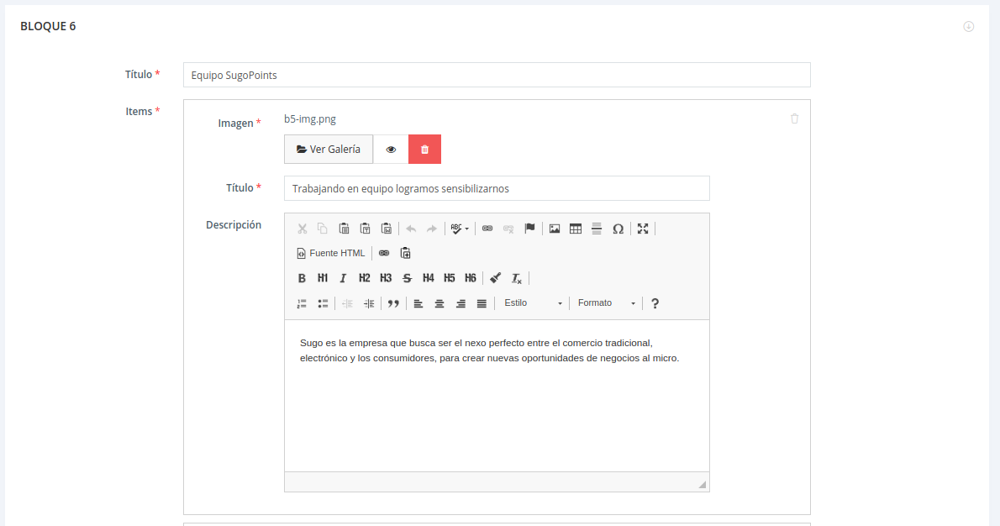 BLOQUE 6
Título *
Equipo SugoPoints
Items *
Imagen *
b5-img.png
Ver Galería
Título *
Trabajando en equipo logramos sensibilizarnos
Descripción
ABC
Fuente HTML
B H1 I H2 H3 S H4 H5 H6 Tx
Estilo Formato ?
Sugo es la empresa que busca ser el nexo perfecto entre el comercio tradicional,
electrónico y los consumidores, para crear nuevas oportunidades de negocios al micro.